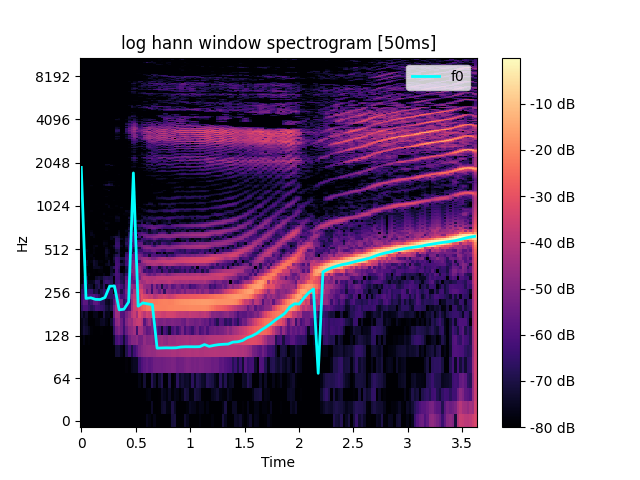 log hann window spectrogram [50ms]
f0
8192
4096
2048
1024
512
256
128
64
0
Hz
0
0.5
1
1.5
2
2.5
3
3.5
Time
-10 dB
-20 dB
-30 dB
-40 dB
-50 dB
-60 dB
-70 dB
-80 dB